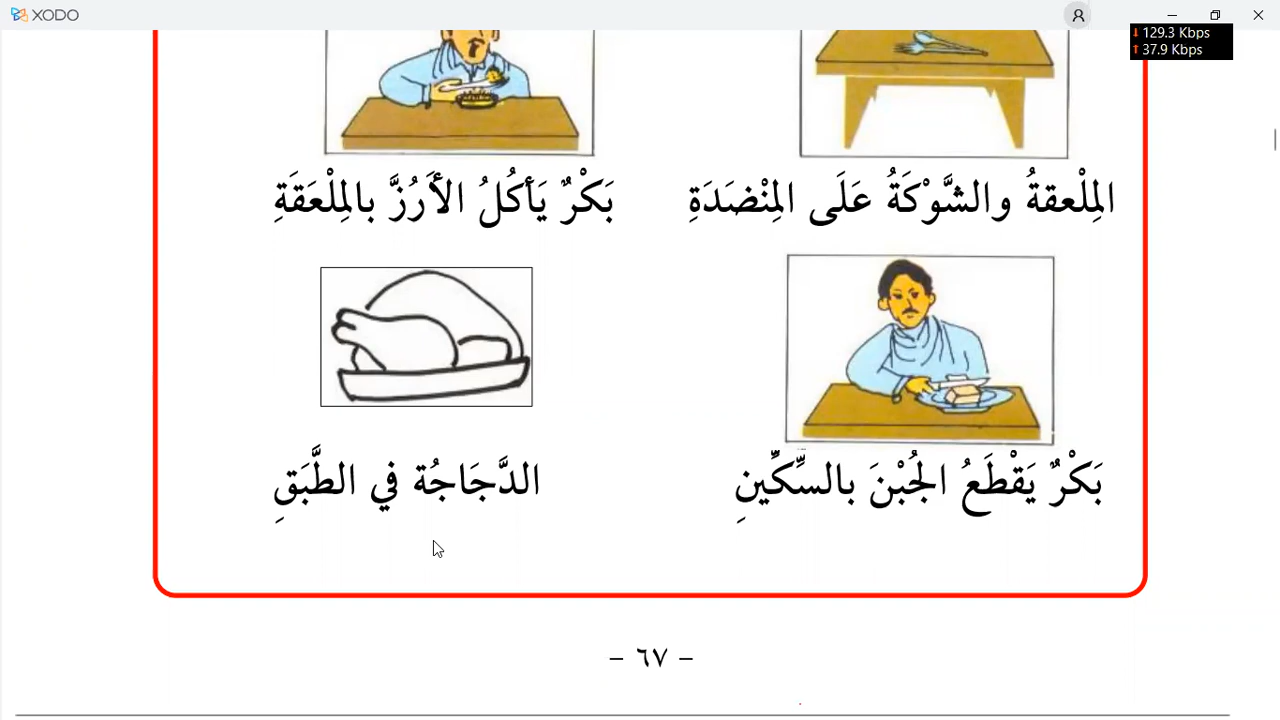 XODO
129.3 Kbps
37.9 Kbps
المِلْعقةُ والشَّوْكَةُ عَلَى المِنْضَدَةِ
بَكْرٌ يَأكُلُ الأَرُزَّ بالمِلْعَقَةِ
بَكْرٌ يَقْطَعُ الجُبْنَ بالسِّكِّينِ
الدَّجَاجُة في الطَّبَقِ
– ٦٧ –